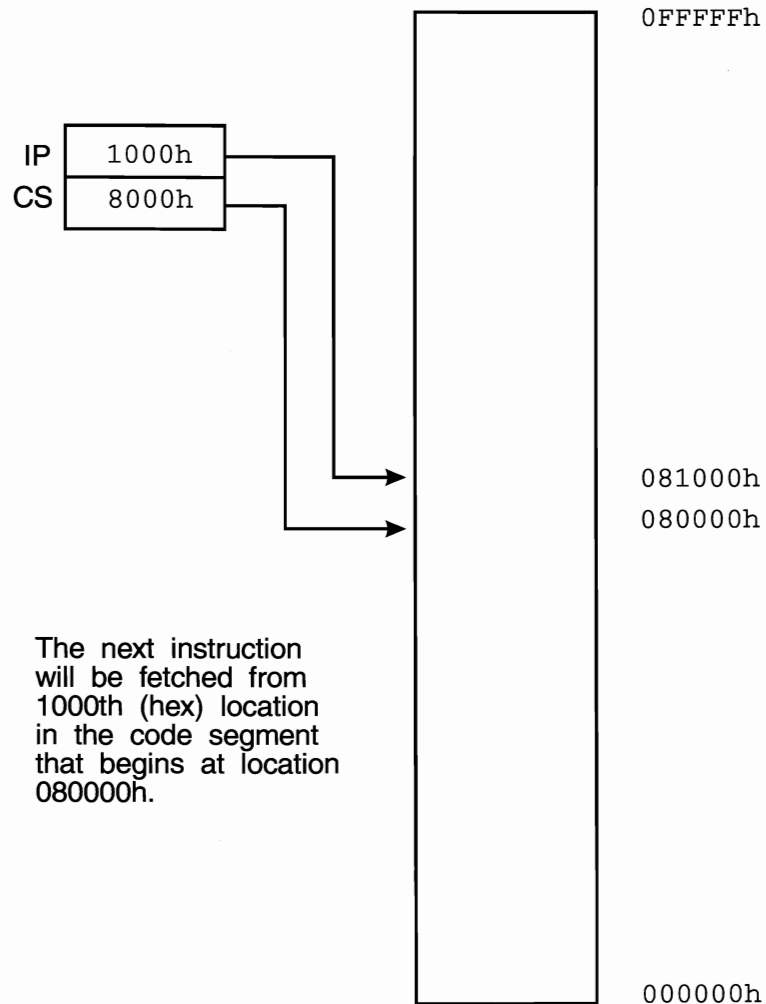 0FFFFFh
IP 1000h
CS 8000h
081000h
080000h
The next instruction
will be fetched from
1000th (hex) location
in the code segment
that begins at location
080000h.
000000h